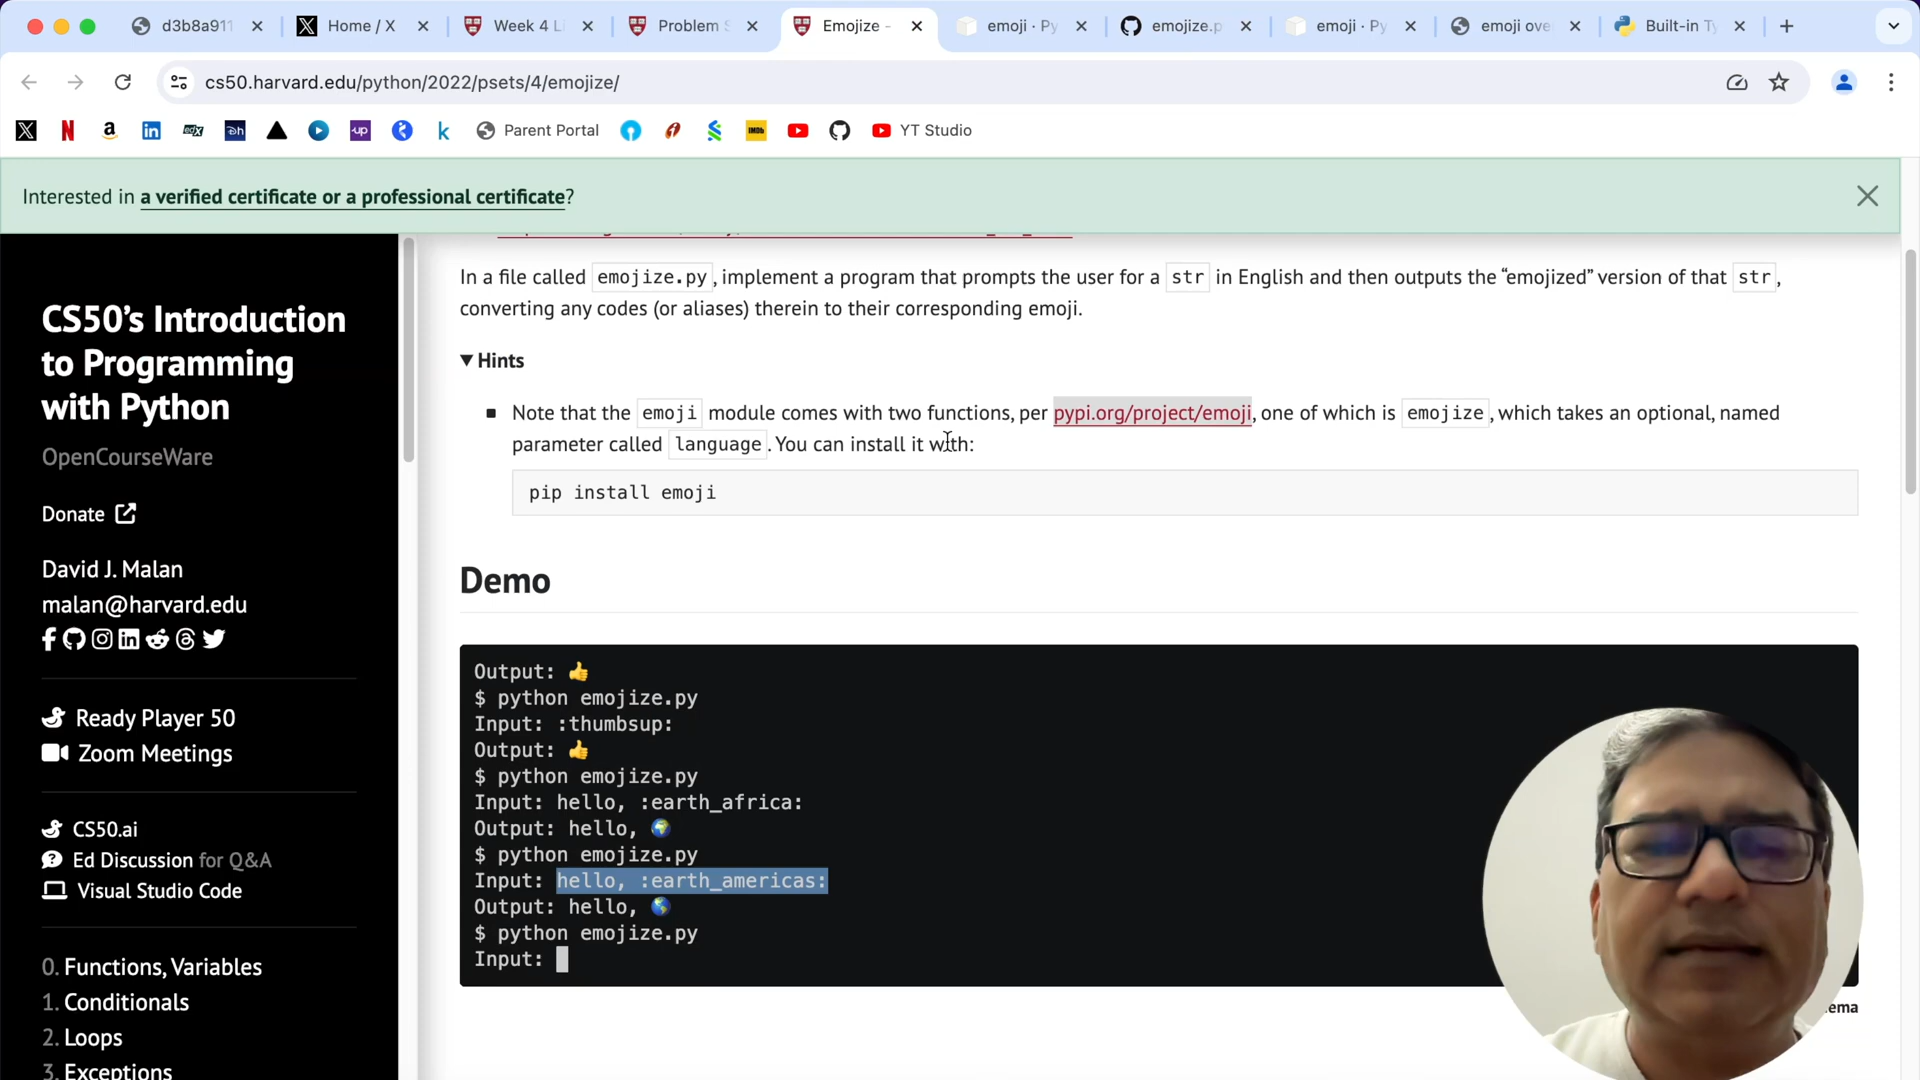 d3b8a911
Home / X
Week 4 L
Problem S
Emojize -
emoji · Py
emojize.p
emoji · Py
emoji ove
Built-in Ty
cs50.harvard.edu/python/2022/psets/4/emojize/
Parent Portal
YT Studio
Interested in a verified certificate or a professional certificate?
CS50's Introduction
to Programming
with Python
OpenCourseWare
Donate
David J. Malan
malan@harvard.edu
Ready Player 50
Zoom Meetings
CS50.ai
Ed Discussion for Q&A
Visual Studio Code
0. Functions, Variables
1. Conditionals
2. Loops
3. Exceptions
In a file called emojize.py, implement a program that prompts the user for a str in English and then outputs the “emojized” version of that str,
converting any codes (or aliases) therein to their corresponding emoji.
▼ Hints
Note that the emoji module comes with two functions, per pypi.org/project/emoji, one of which is emojize, which takes an optional, named
parameter called language. You can install it with:
pip install emoji
Demo
Output: 👍
$ python emojize.py
Input: :thumbsup:
Output: 👍
$ python emojize.py
Input: hello, :earth_africa:
Output: hello, 🌍
$ python emojize.py
Input: hello, :earth_americas:
Output: hello, 🌎
$ python emojize.py
Input: